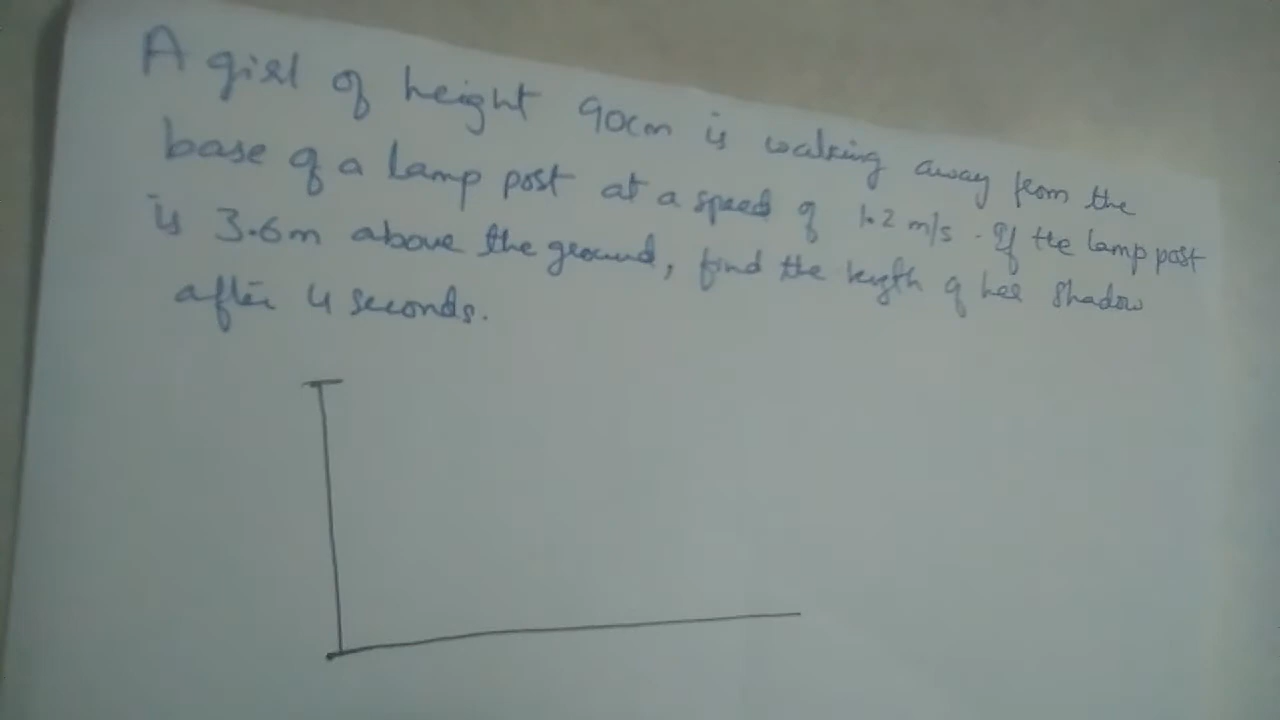 A girl of height 90cm is walking away from the
base of a lamp post at a speed of 1.2 m/s. If the lamp post
is 3.6m above the ground, find the length of her shadow
after 4 seconds.